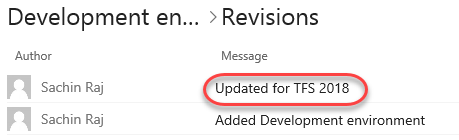 Development en... > Revisions
Author Message
Sachin Raj Updated for TFS 2018
Sachin Raj Added Development environment